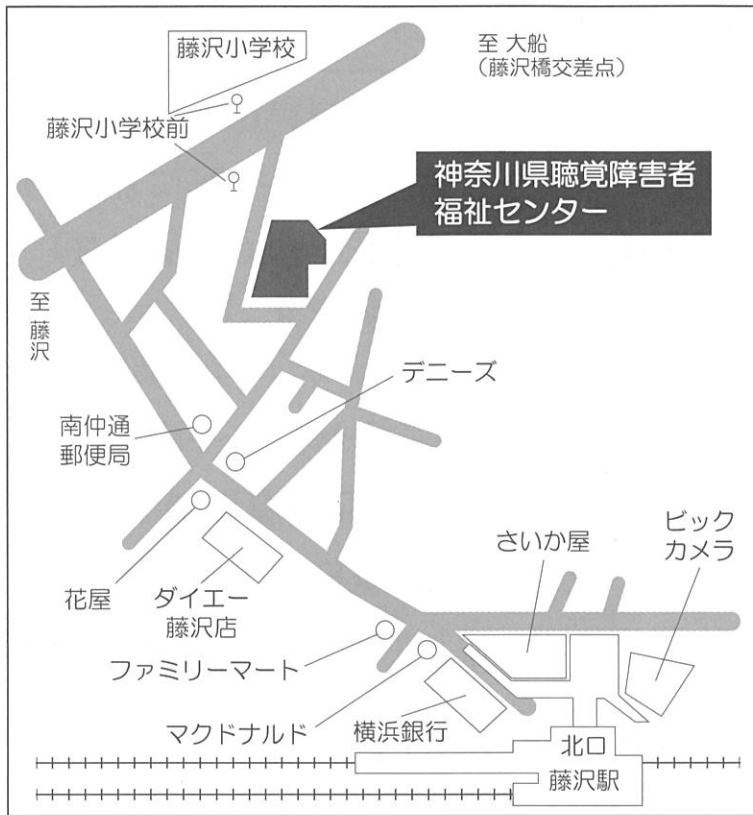 藤沢小学校
至 大船
（藤沢橋交差点）
藤沢小学校前
神奈川県聴覚障害者
福祉センター
至 藤沢
デニーズ
南仲通
郵便局
花屋
ダイエー
藤沢店
さいか屋
ビック
カメラ
ファミリーマート
マクドナルド
横浜銀行
北口
藤沢駅